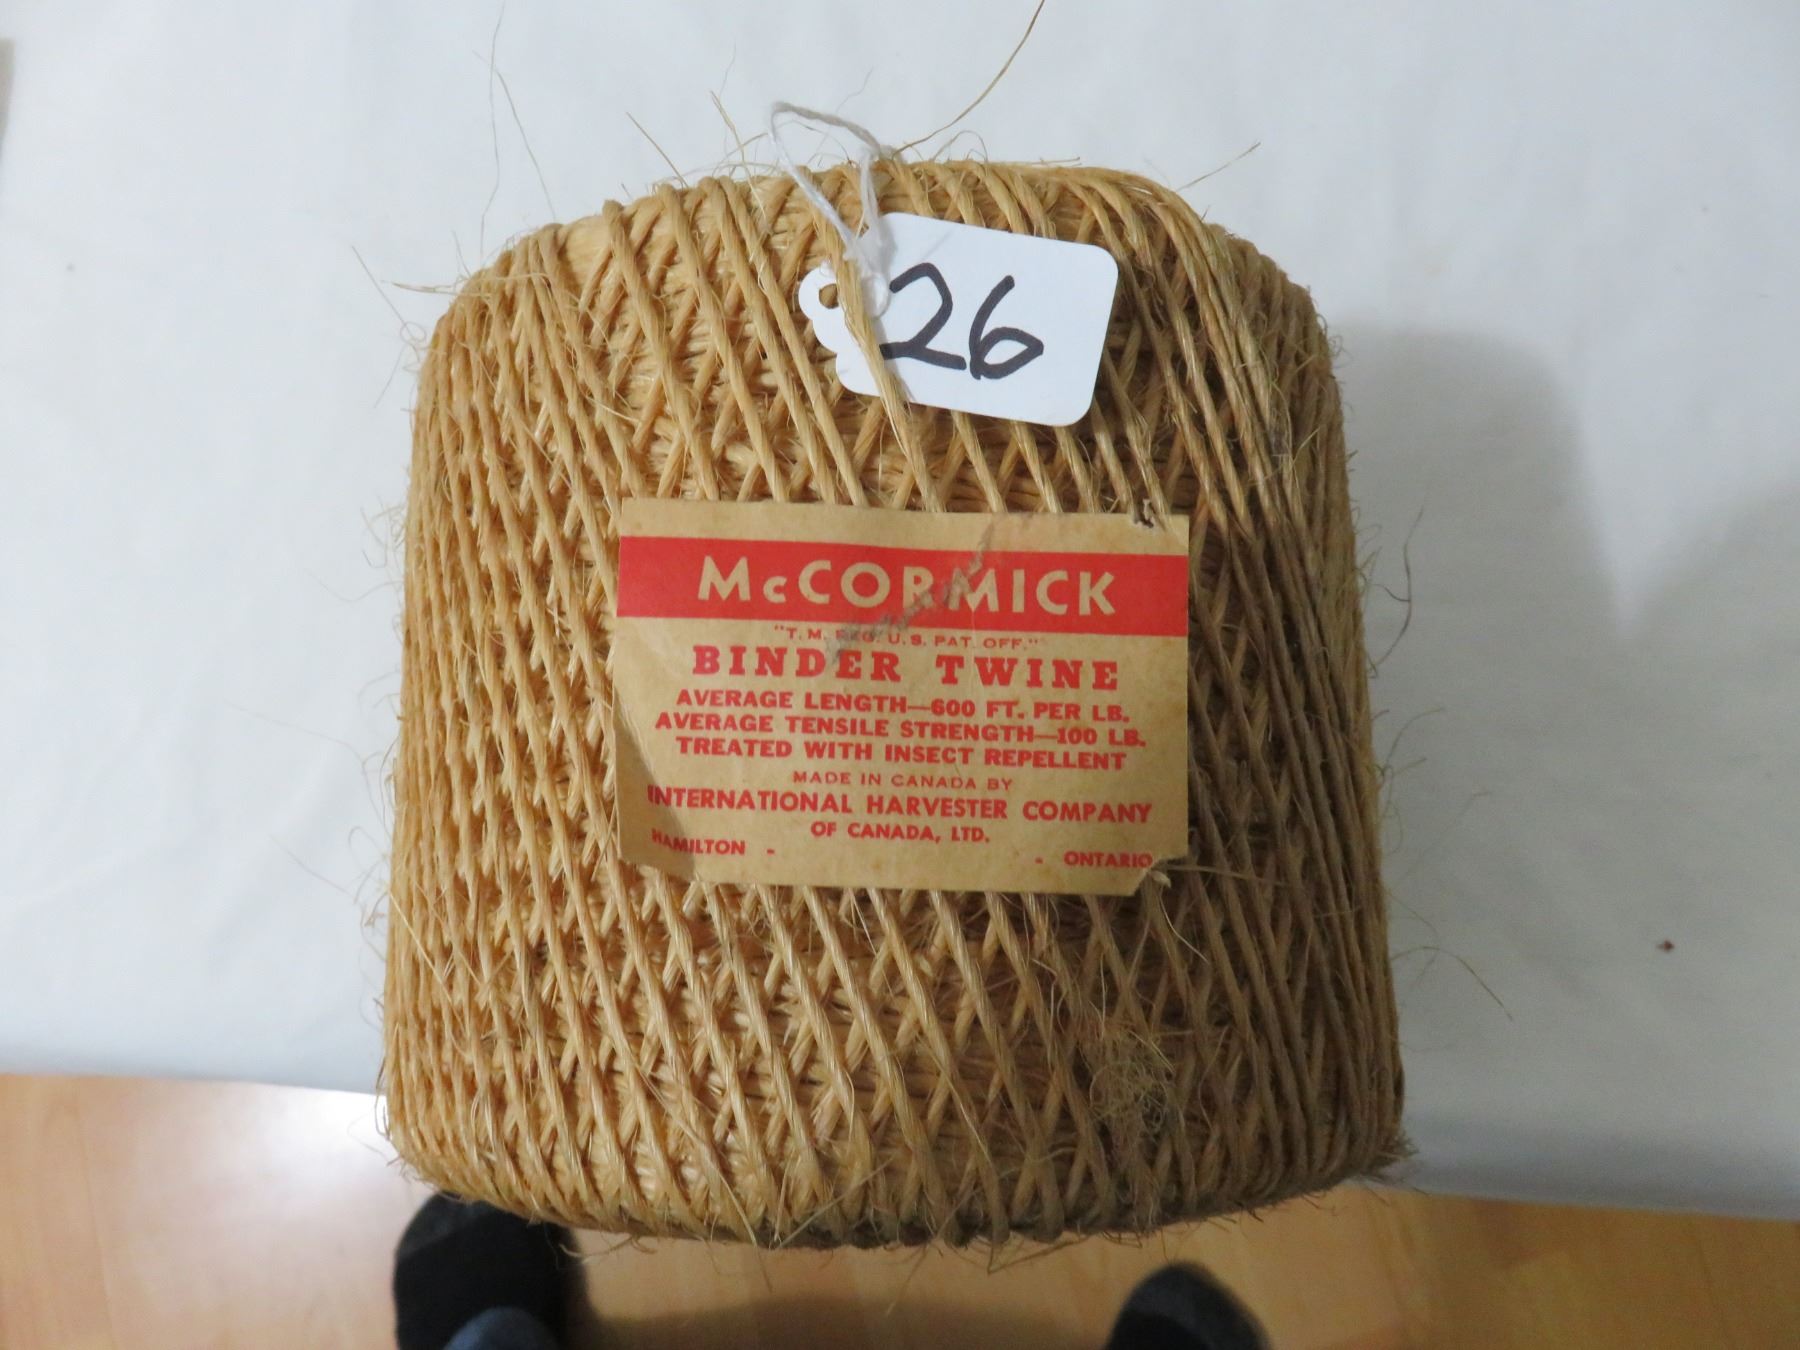 26
McCORMICK
"T. M. REG. U.S. PAT. OFF."
BINDER TWINE
AVERAGE LENGTH—600 FT. PER LB.
AVERAGE TENSILE STRENGTH—100 LB.
TREATED WITH INSECT REPELLENT
MADE IN CANADA BY
INTERNATIONAL HARVESTER COMPANY
OF CANADA, LTD.
HAMILTON - - ONTARIO